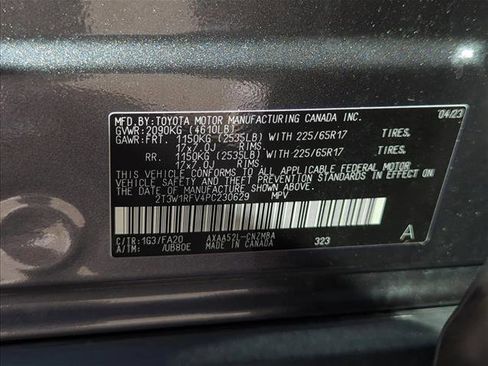 MFD.BY: TOYOTA MOTOR MANUFACTURING CANADA INC. 04/23
GVWR: 2090KG (4610LB)
GAWR: FRT. 1150KG (2535LB) WITH 225/65R17 TIRES,
17x7.0J RIMS.
RR. 1150KG (2535LB) WITH 225/65R17 TIRES,
17x7.0J RIMS.
THIS VEHICLE CONFORMS TO ALL APPLICABLE FEDERAL MOTOR
VEHICLE SAFETY AND THEFT PREVENTION STANDARDS IN EFFECT
ON THE DATE OF MANUFACTURE SHOWN ABOVE.
2T3W1RFV4PC230629 MPV
C/TR: 1G3/FA20 AXAA52L-CNZMBA
A/TM: /UB80E MADE IN CANADA 323 A